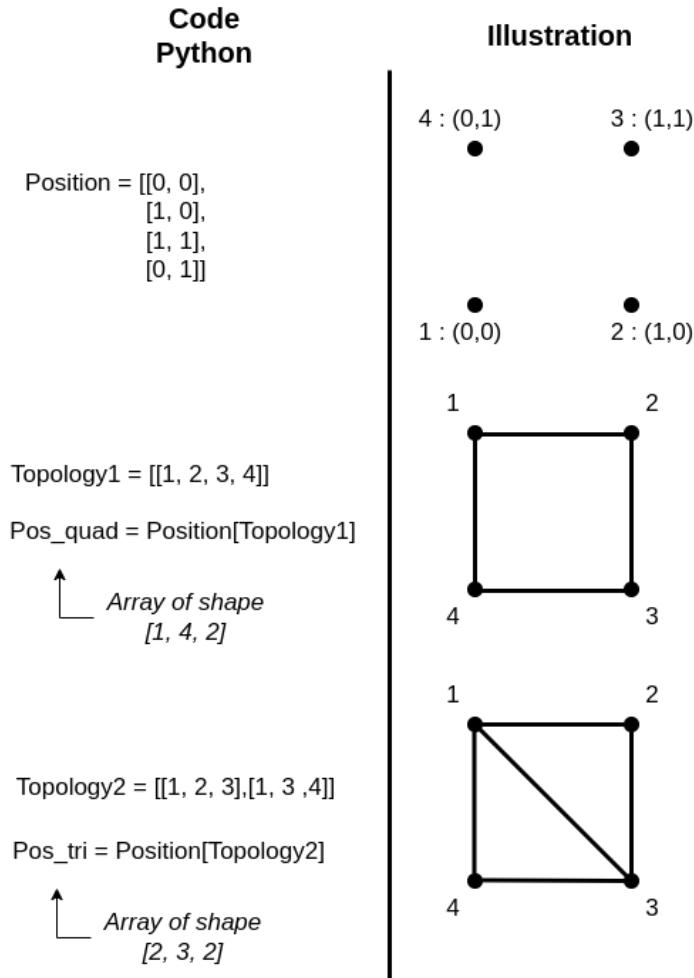 Code
Python
Illustration
4 : (0,1)
3 : (1,1)
Position = [[0, 0],
[1, 0],
[1, 1],
[0, 1]]
1 : (0,0)
2 : (1,0)
1
2
Topology1 = [[1, 2, 3, 4]]
Pos_quad = Position[Topology1]
Array of shape
[1, 4, 2]
4
3
1
2
Topology2 = [[1, 2, 3],[1, 3 ,4]]
Pos_tri = Position[Topology2]
Array of shape
[2, 3, 2]
4
3